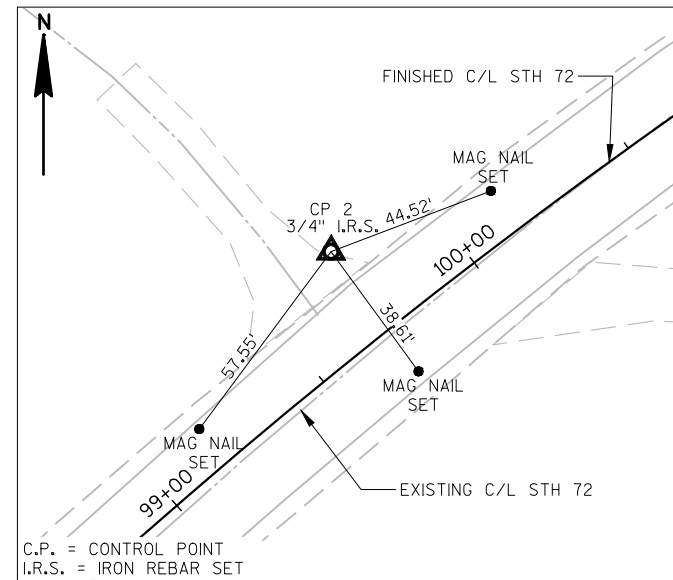 N
FINISHED C/L STH 72
MAG NAIL
SET
CP 2
3/4" I.R.S.
44.52'
100+00
57.55'
38.61'
MAG NAIL
SET
MAG NAIL
SET
99+00
EXISTING C/L STH 72
C.P. = CONTROL POINT
I.R.S. = IRON REBAR SET